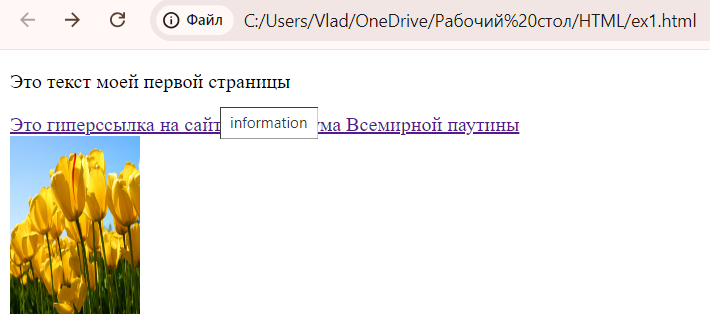 Файл C:/Users/Vlad/OneDrive/Рабочий%20стол/HTML/ex1.html
Это текст моей первой страницы
Это гиперссылка на сайт ума Всемирной паутины
information